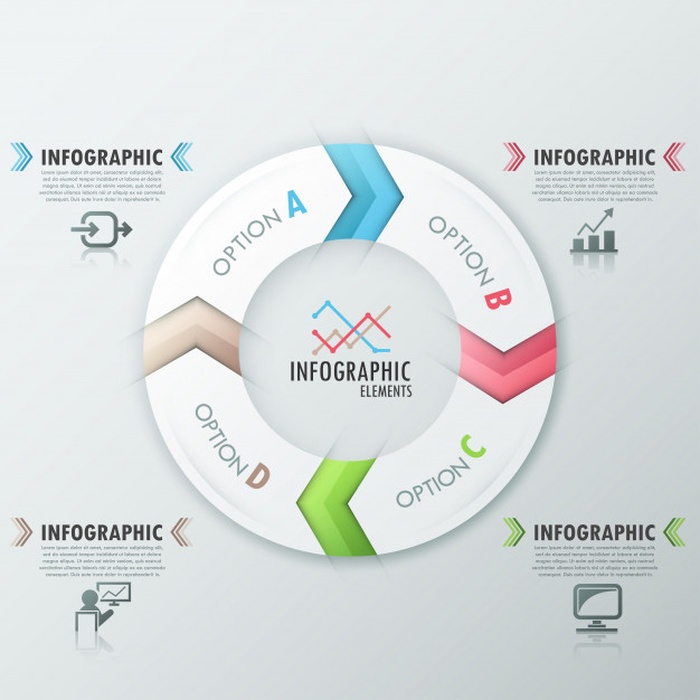 INFOGRAPHIC
Lorem ipsum dolor sit amet, consectetur adipisicing elit,
sed do eiusmod tempor incididunt ut labore et dolore
magna aliqua. Ut enim ad minim veniam, quis nostrud
exercitation ullamco laboris nisi ut aliquip ex ea commodo
consequat. Duis aute irure dolor in reprehenderit in.
INFOGRAPHIC
Lorem ipsum dolor sit amet, consectetur adipisicing elit,
sed do eiusmod tempor incididunt ut labore et dolore
magna aliqua. Ut enim ad minim veniam, quis nostrud
exercitation ullamco laboris nisi ut aliquip ex ea commodo
consequat. Duis aute irure dolor in reprehenderit in.
OPTION A
OPTION B
INFOGRAPHIC
ELEMENTS
OPTION D
OPTION C
INFOGRAPHIC
Lorem ipsum dolor sit amet, consectetur adipisicing elit,
sed do eiusmod tempor incididunt ut labore et dolore
magna aliqua. Ut enim ad minim veniam, quis nostrud
exercitation ullamco laboris nisi ut aliquip ex ea commodo
consequat. Duis aute irure dolor in reprehenderit in.
INFOGRAPHIC
Lorem ipsum dolor sit amet, consectetur adipisicing elit,
sed do eiusmod tempor incididunt ut labore et dolore
magna aliqua. Ut enim ad minim veniam, quis nostrud
exercitation ullamco laboris nisi ut aliquip ex ea commodo
consequat. Duis aute irure dolor in reprehenderit in.